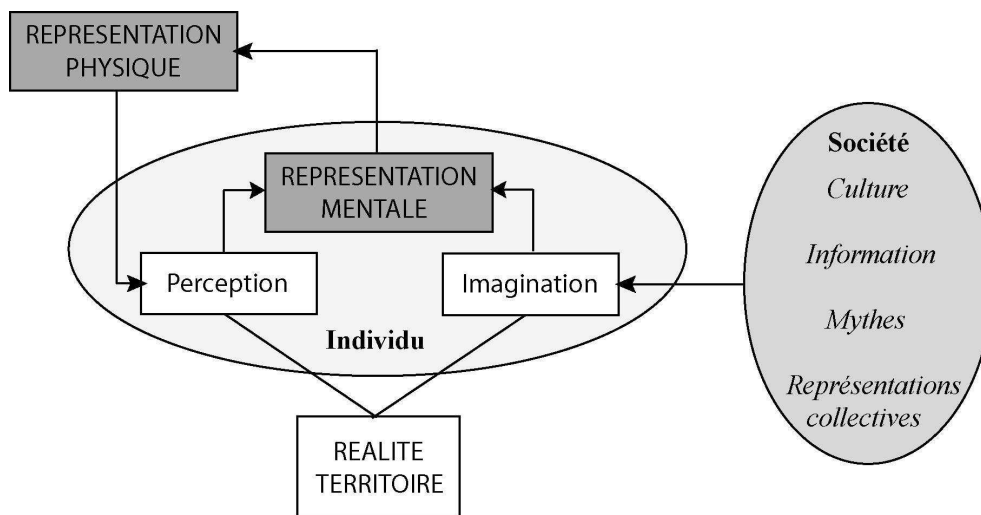 REPRESENTATION
PHYSIQUE
REPRESENTATION
MENTALE
Perception
Imagination
Individu
REALITE
TERRITOIRE
Société
Culture
Information
Mythes
Représentations
collectives